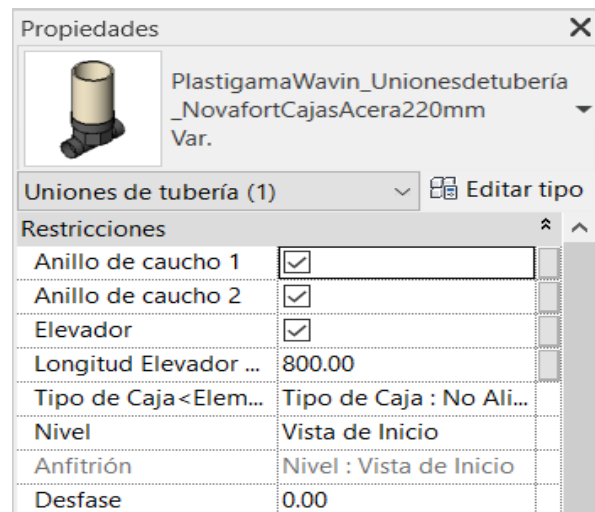 Propiedades
PlastigamaWavin_Unionesdetubería
_NovafortCajasAcera220mm
Var.
Uniones de tubería (1) Editar tipo
Restricciones
Anillo de caucho 1
Anillo de caucho 2
Elevador
Longitud Elevador ... 800.00
Tipo de Caja<Elem... Tipo de Caja : No Ali...
Nivel Vista de Inicio
Anfitrión Nivel : Vista de Inicio
Desfase 0.00